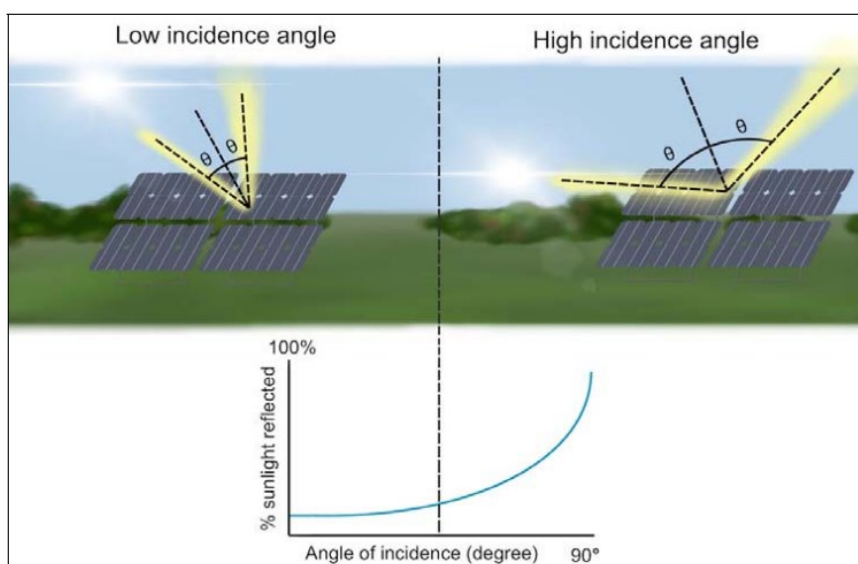 Low incidence angle
High incidence angle
θ θ
θ θ
100%
% sunlight reflected
Angle of incidence (degree) 90°